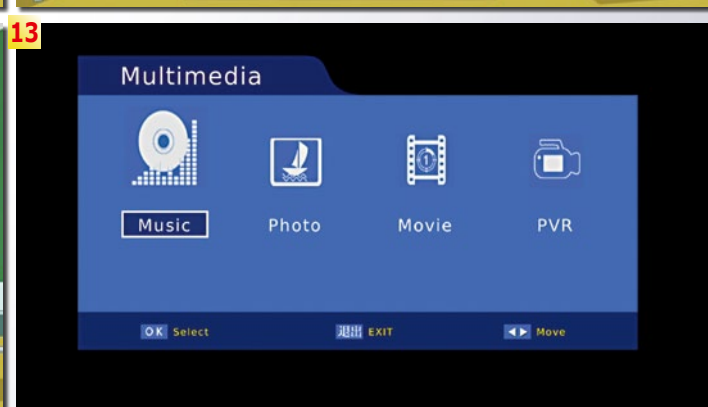 13
Multimedia
Music Photo Movie PVR
OK Select 退出 EXIT ◄► Move